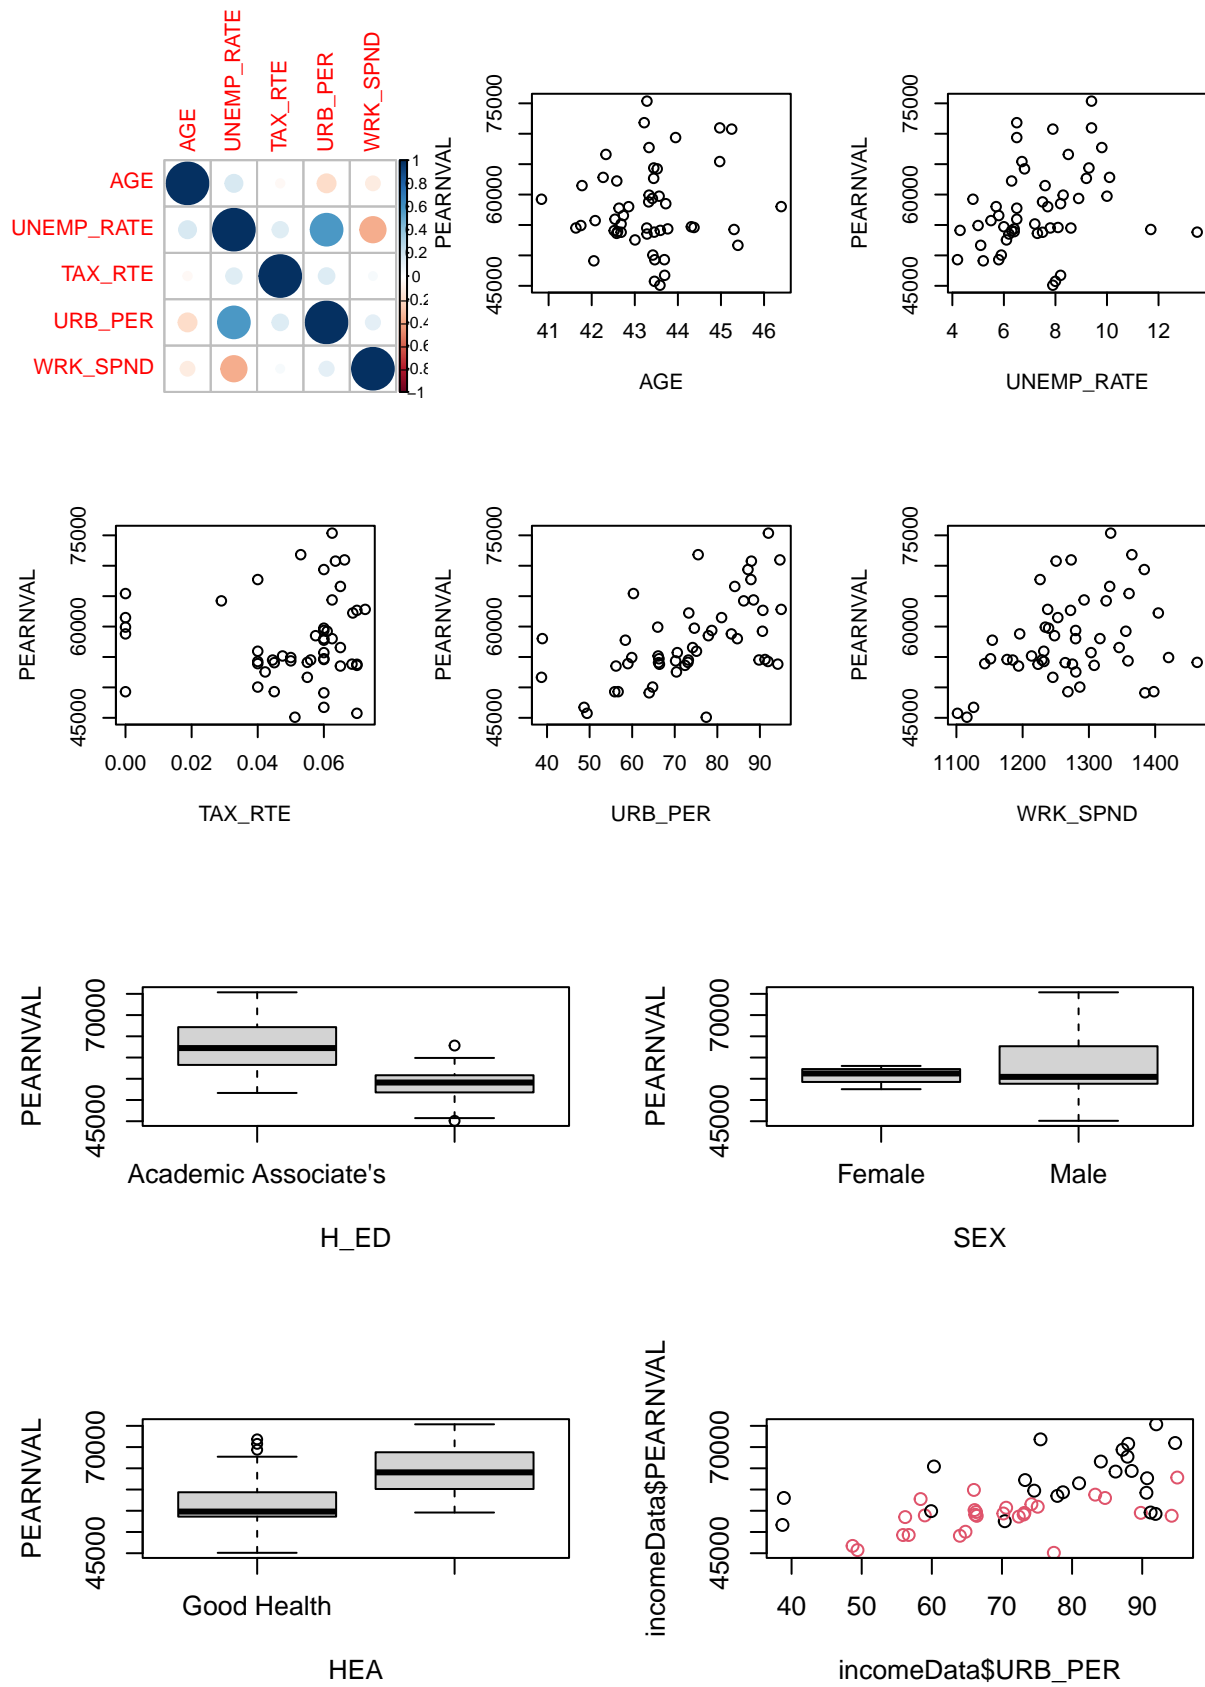 AGE
UNEMP_RATE
TAX_RTE
URB_PER
WRK_SPND
AGE
UNEMP_RATE
TAX_RTE
URB_PER
WRK_SPND
1
0.8
0.6
0.4
0.2
0
-0.2
-0.4
-0.6
-0.8
-1
PEARNVAL
45000 60000 75000
41 42 43 44 45 46
AGE
PEARNVAL
45000 60000 75000
4 6 8 10 12
UNEMP_RATE
PEARNVAL
45000 60000 75000
0.00 0.02 0.04 0.06
TAX_RTE
PEARNVAL
45000 60000 75000
40 50 60 70 80 90
URB_PER
PEARNVAL
45000 60000 75000
1100 1200 1300 1400
WRK_SPND
PEARNVAL
45000 70000
Academic Associate's
H_ED
PEARNVAL
45000 70000
Female Male
SEX
PEARNVAL
45000 70000
Good Health
HEA
incomeData$PEARNVAL
45000 70000
40 50 60 70 80 90
incomeData$URB_PER